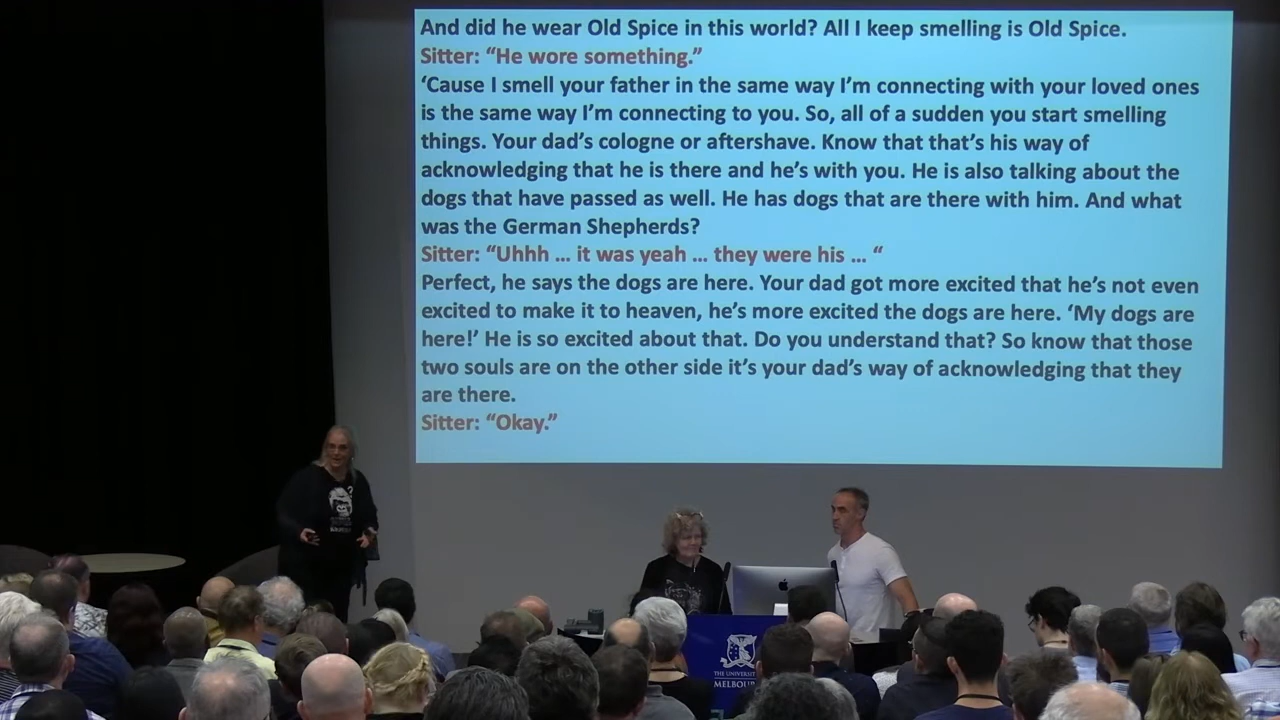 And did he wear Old Spice in this world? All I keep smelling is Old Spice.
Sitter: “He wore something.”
‘Cause I smell your father in the same way I’m connecting with your loved ones
is the same way I’m connecting to you. So, all of a sudden you start smelling
things. Your dad’s cologne or aftershave. Know that that’s his way of
acknowledging that he is there and he’s with you. He is also talking about the
dogs that have passed as well. He has dogs that are there with him. And what
was the German Shepherds?
Sitter: “Uhhh … it was yeah … they were his … “
Perfect, he says the dogs are here. Your dad got more excited that he’s not even
excited to make it to heaven, he’s more excited the dogs are here. ‘My dogs are
here!’ He is so excited about that. Do you understand that? So know that those
two souls are on the other side it’s your dad’s way of acknowledging that they
are there.
Sitter: “Okay.”
THE UNIVERSITY
MELBOU